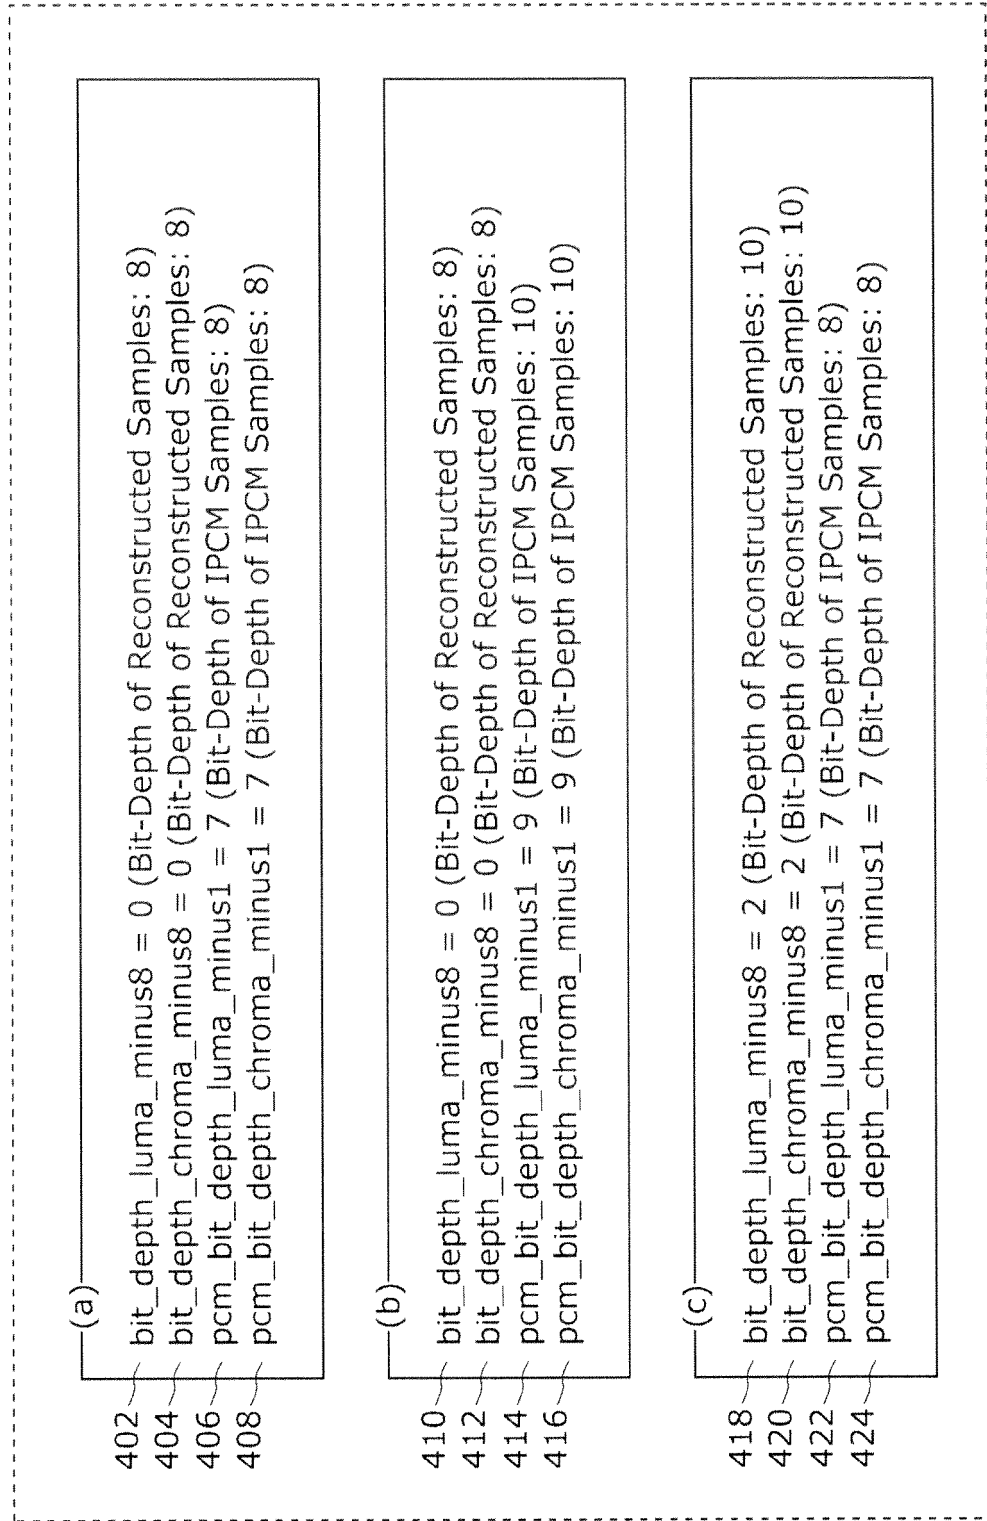 (a)
402 bit_depth_luma_minus8 = 0 (Bit-Depth of Reconstructed Samples: 8)
404 bit_depth_chroma_minus8 = 0 (Bit-Depth of Reconstructed Samples: 8)
406 pcm_bit_depth_luma_minus1 = 7 (Bit-Depth of IPCM Samples: 8)
408 pcm_bit_depth_chroma_minus1 = 7 (Bit-Depth of IPCM Samples: 8)
(b)
410 bit_depth_luma_minus8 = 0 (Bit-Depth of Reconstructed Samples: 8)
412 bit_depth_chroma_minus8 = 0 (Bit-Depth of Reconstructed Samples: 8)
414 pcm_bit_depth_luma_minus1 = 9 (Bit-Depth of IPCM Samples: 10)
416 pcm_bit_depth_chroma_minus1 = 9 (Bit-Depth of IPCM Samples: 10)
(c)
418 bit_depth_luma_minus8 = 2 (Bit-Depth of Reconstructed Samples: 10)
420 bit_depth_chroma_minus8 = 2 (Bit-Depth of Reconstructed Samples: 10)
422 pcm_bit_depth_luma_minus1 = 7 (Bit-Depth of IPCM Samples: 8)
424 pcm_bit_depth_chroma_minus1 = 7 (Bit-Depth of IPCM Samples: 8)